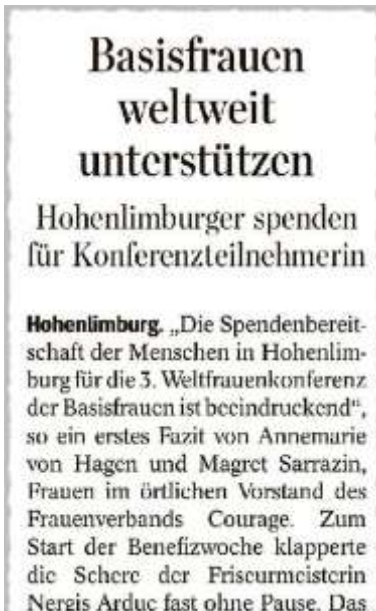 Basisfrauen
weltweit
unterstützen
Hohenlimburger spenden
für Konferenzteilnehmerin
Hohenlimburg. „Die Spendenbereit-
schaft der Menschen in Hohenlim-
burg für die 3. Weltfrauenkonferenz
der Basisfrauen ist beeindruckend“,
so ein erstes Fazit von Annemarie
von Hagen und Magret Sarrazin,
Frauen im örtlichen Vorstand des
Frauenverbands Courage. Zum
Start der Benefizwoche klapperte
die Schere der Friseurmeisterin
Nergis Arduc fast ohne Pause. Das